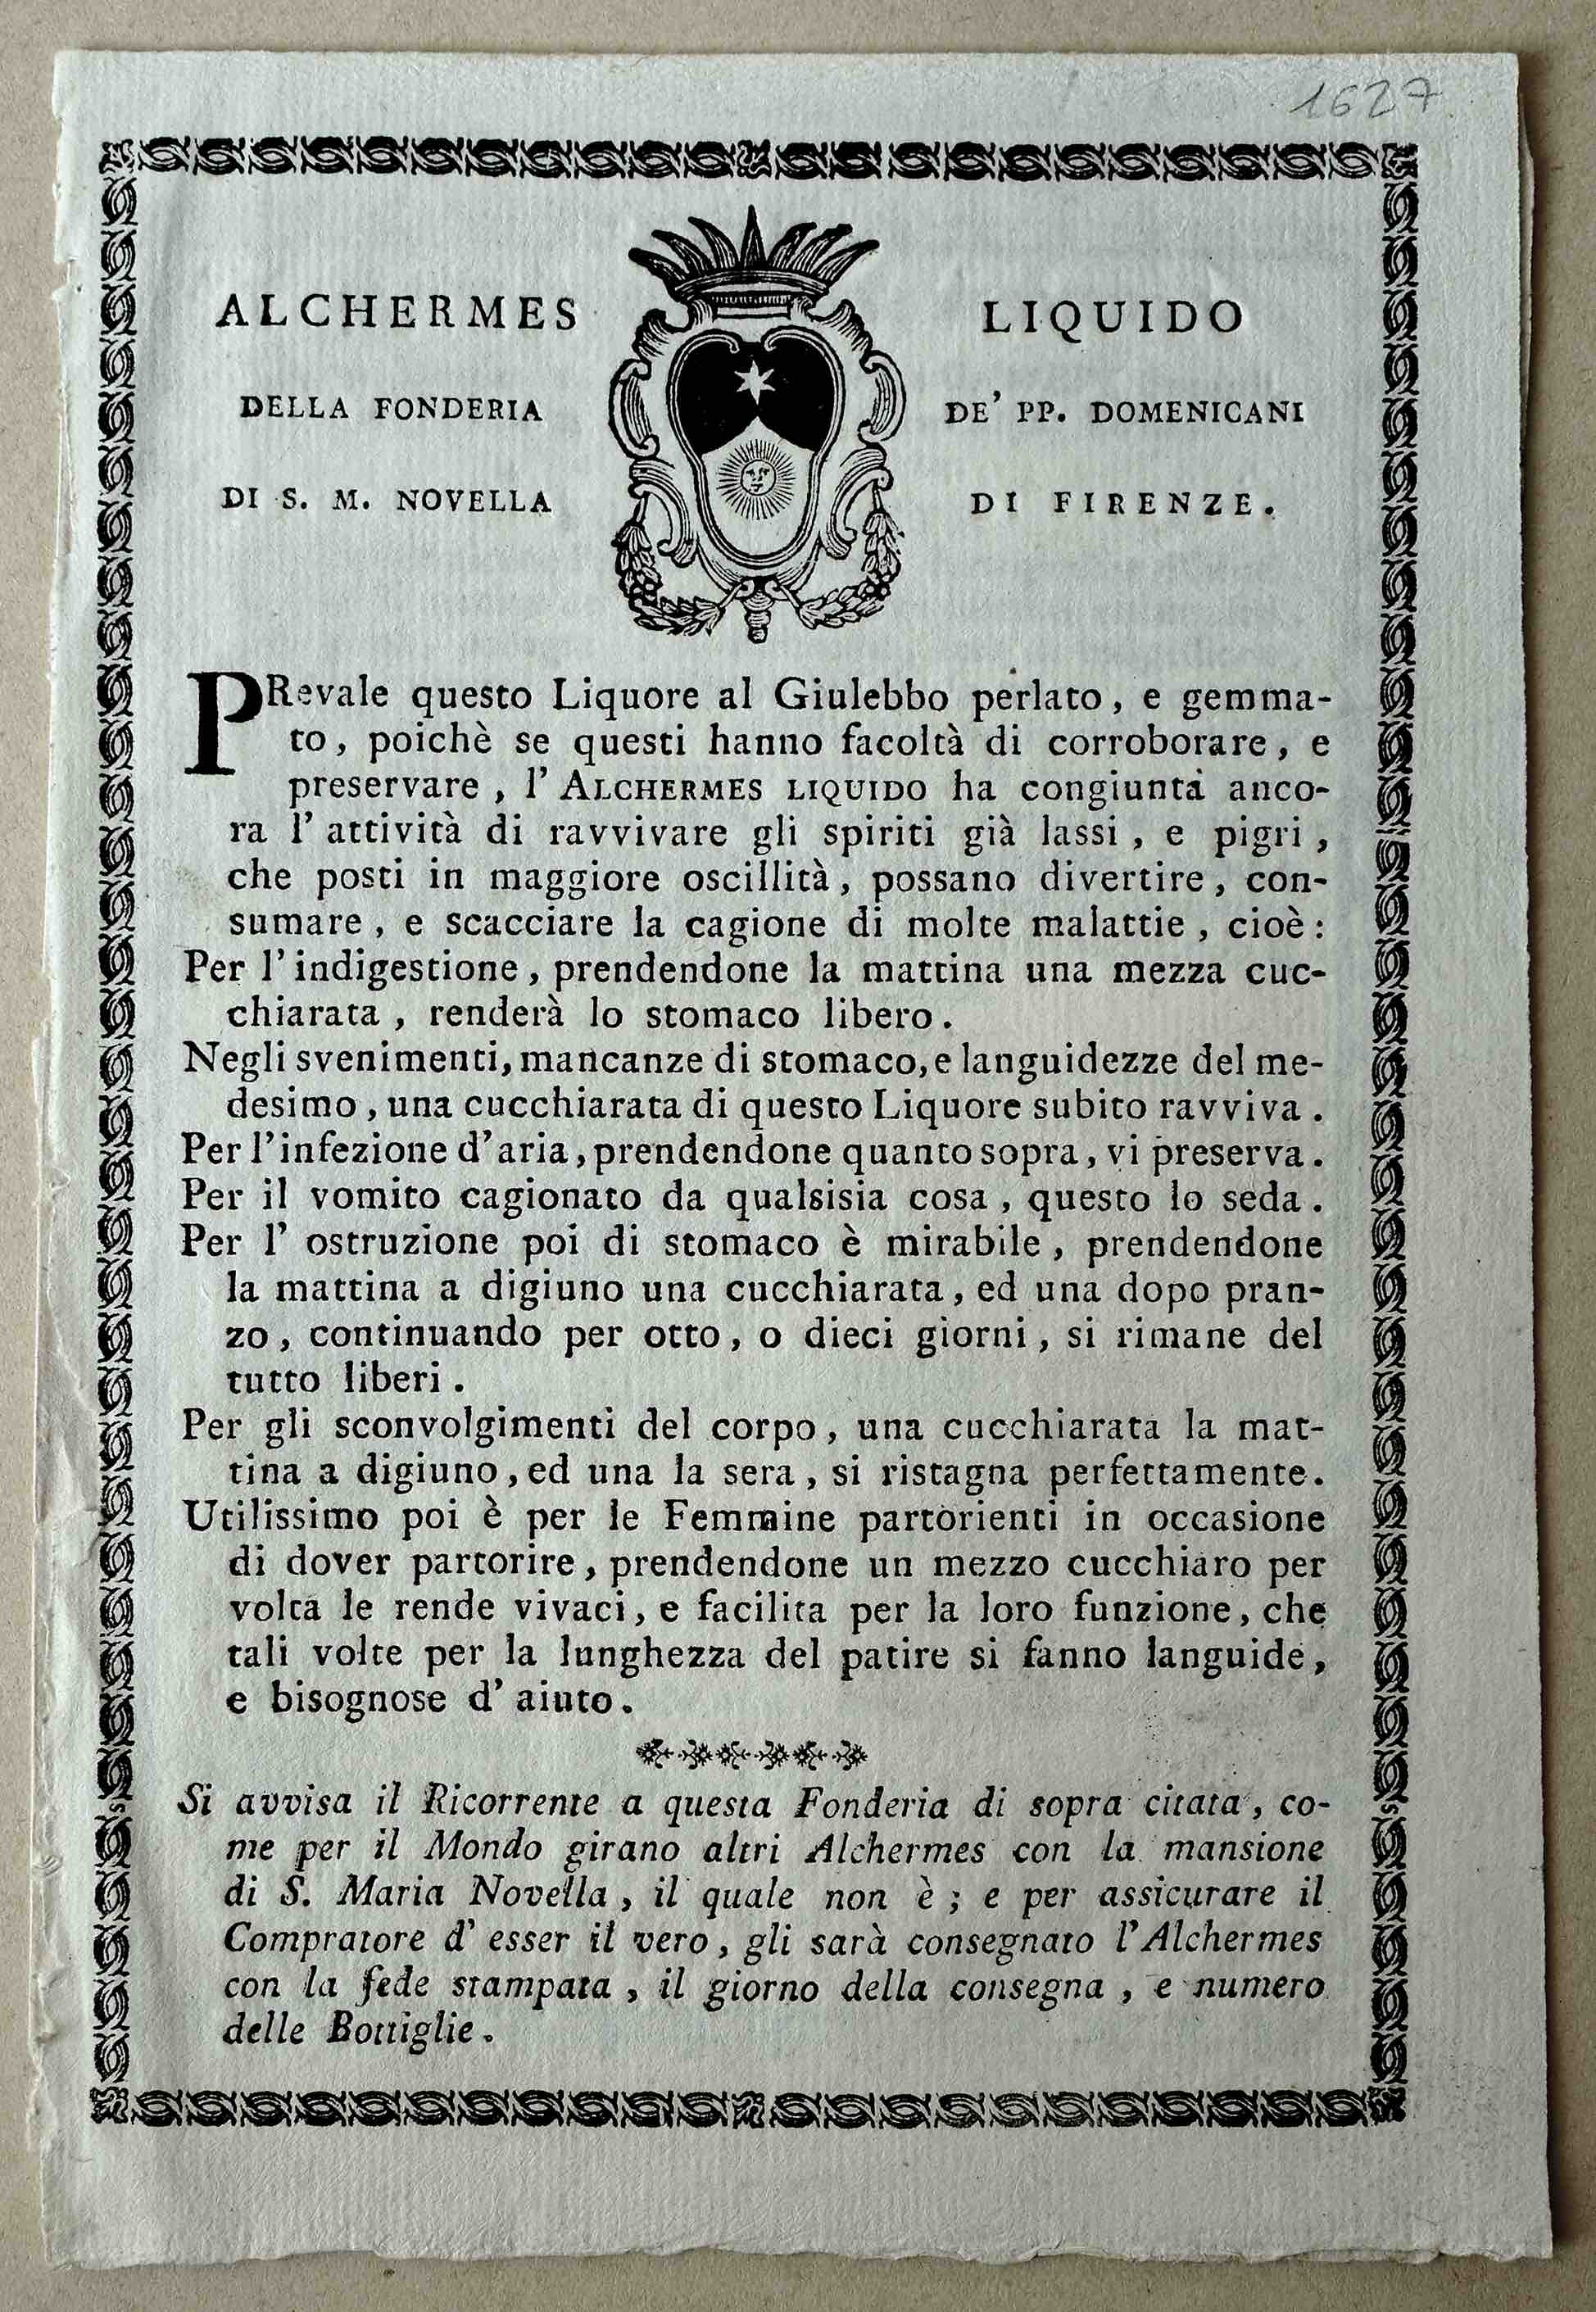 1627
ALCHERMES LIQUIDO
DELLA FONDERIA DE' PP. DOMENICANI
DI S. M. NOVELLA DI FIRENZE.
PRevale questo Liquore al Giulebbo perlato, e gemma-
to, poichè se questi hanno facoltà di corroborare, e
preservare, l' ALCHERMES LIQUIDO ha congiunta anco-
ra l' attività di ravvivare gli spiriti già lassi, e pigri,
che posti in maggiore oscillità, possano divertire, con-
sumare, e scacciare la cagione di molte malattie, cioè:
Per l' indigestione, prendendone la mattina una mezza cuc-
chiarata, renderà lo stomaco libero.
Negli svenimenti, mancanze di stomaco, e languidezze del me-
desimo, una cucchiarata di questo Liquore subito ravviva.
Per l' infezione d' aria, prendendone quanto sopra, vi preserva.
Per il vomito cagionato da qualsisia cosa, questo lo seda.
Per l' ostruzione poi di stomaco è mirabile, prendendone
la mattina a digiuno una cucchiarata, ed una dopo pran-
zo, continuando per otto, o dieci giorni, si rimane del
tutto liberi.
Per gli sconvolgimenti del corpo, una cucchiarata la mat-
tina a digiuno, ed una la sera, si ristagna perfettamente.
Utilissimo poi è per le Femmine partorienti in occasione
di dover partorire, prendendone un mezzo cucchiaro per
volta le rende vivaci, e facilita per la loro funzione, che
tali volte per la lunghezza del patire si fanno languide,
e bisognose d' aiuto.
Si avvisa il Ricorrente a questa Fonderia di sopra citata, co-
me per il Mondo girano altri Alchermes con la mansione
di S. Maria Novella, il quale non è; e per assicurare il
Compratore d' esser il vero, gli sarà consegnato l' Alchermes
con la fede stampata, il giorno della consegna, e numero
delle Bottiglie.